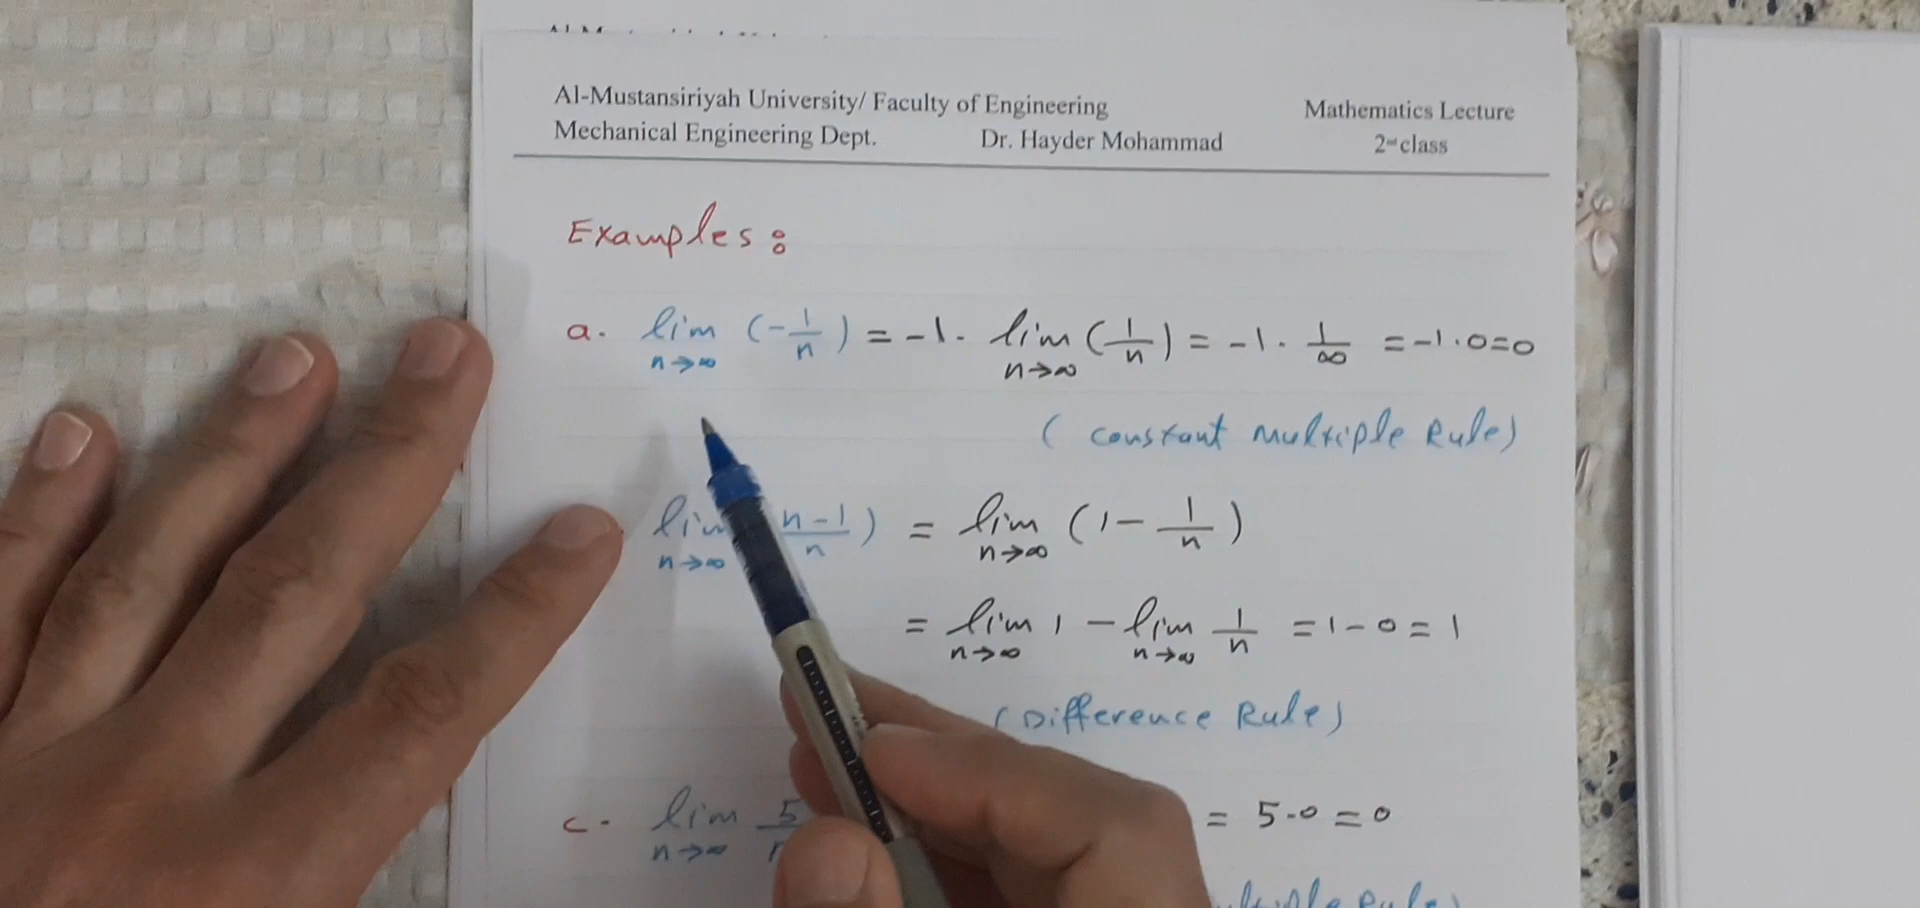 Al-Mustansiriyah University/ Faculty of Engineering Mathematics Lecture
Mechanical Engineering Dept. Dr. Hayder Mohammad 2nd class
Examples:
a. lim n→∞ (-1/n) = -1 · lim n→∞ (1/n) = -1 · 1/∞ = -1 · 0 = 0
(constant Multiple Rule)
lim n→∞ n-1/n) = lim n→∞ (1 - 1/n)
= lim n→∞ 1 - lim n→∞ 1/n = 1 - 0 = 1
(Difference Rule)
c. lim n→∞ 5 = 5·0 = 0
Rule)